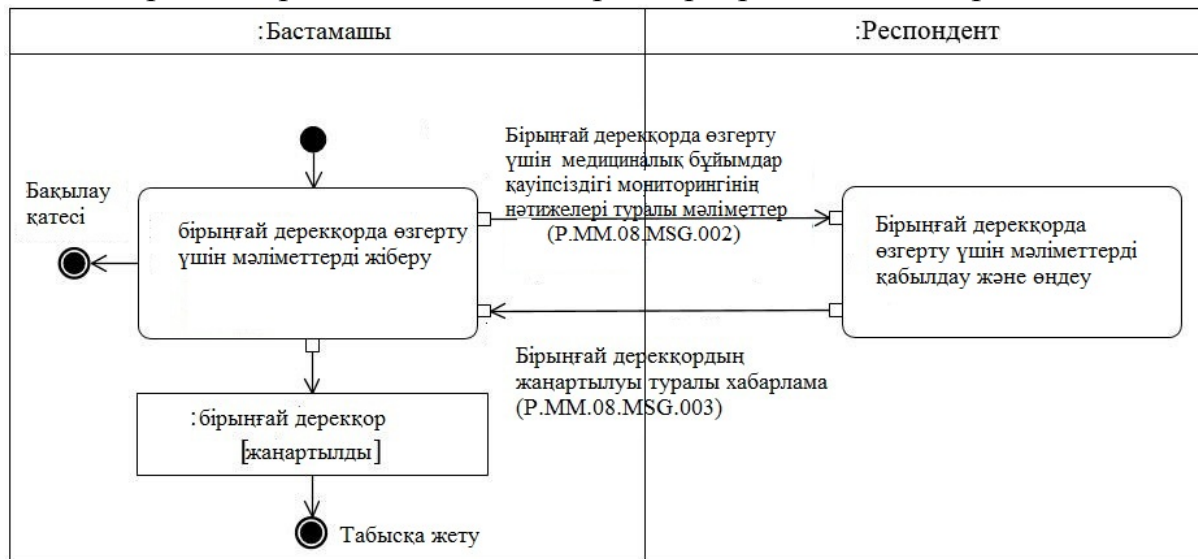 :Бастамашы
:Респондент
Бірыңғай дерекқорда өзгерту
үшін медициналық бұйымдар
қауіпсіздігі мониторингінің
нәтижелері туралы мәліметтер
(P.MM.08.MSG.002)
Бақылау
қатесі
бірыңғай дерекқорда өзгерту
үшін мәліметтерді жіберу
Бірыңғай дерекқорда
өзгерту үшін мәліметтерді
қабылдау және өңдеу
Бірыңғай дерекқордың
жаңартылуы туралы хабарлама
(P.MM.08.MSG.003)
:бірыңғай дерекқор
[жаңартылды]
Табысқа жету